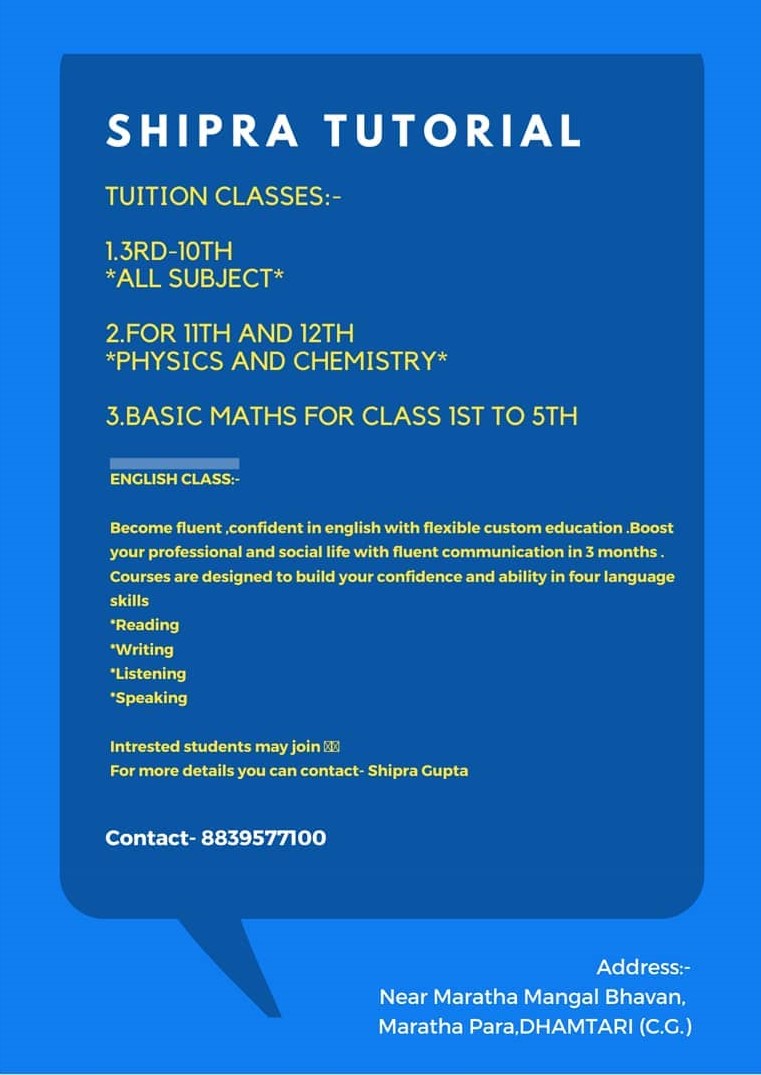 SHIPRA TUTORIAL
TUITION CLASSES:-
1.3RD-10TH
*ALL SUBJECT*
2.FOR 11TH AND 12TH
*PHYSICS AND CHEMISTRY*
3.BASIC MATHS FOR CLASS 1ST TO 5TH
ENGLISH CLASS:-
Become fluent ,confident in english with flexible custom education .Boost
your professional and social life with fluent communication in 3 months .
Courses are designed to build your confidence and ability in four language
skills
*Reading
*Writing
*Listening
*Speaking
Intrested students may join
For more details you can contact- Shipra Gupta
Contact- 8839577100
Address:-
Near Maratha Mangal Bhavan,
Maratha Para,DHAMTARI (C.G.)